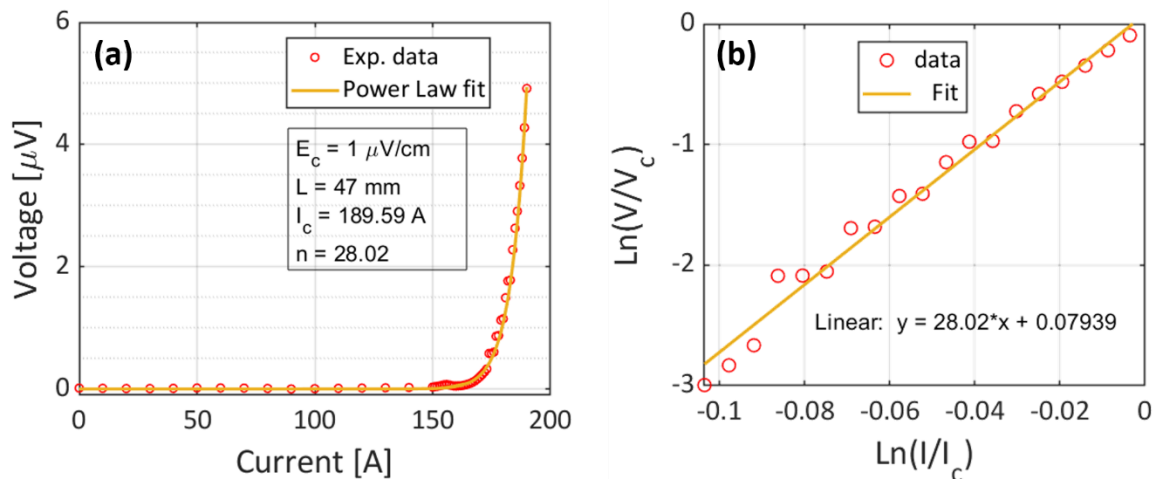 (a)
Exp. data
Power Law fit
E_c = 1 μV/cm
L = 47 mm
I_c = 189.59 A
n = 28.02
Voltage [μV]
6
4
2
0
0 50 100 150 200
Current [A]
(b)
data
Fit
Linear: y = 28.02*x + 0.07939
Ln(V/V_c)
0
-1
-2
-3
-0.1 -0.08 -0.06 -0.04 -0.02 0
Ln(I/I_c)